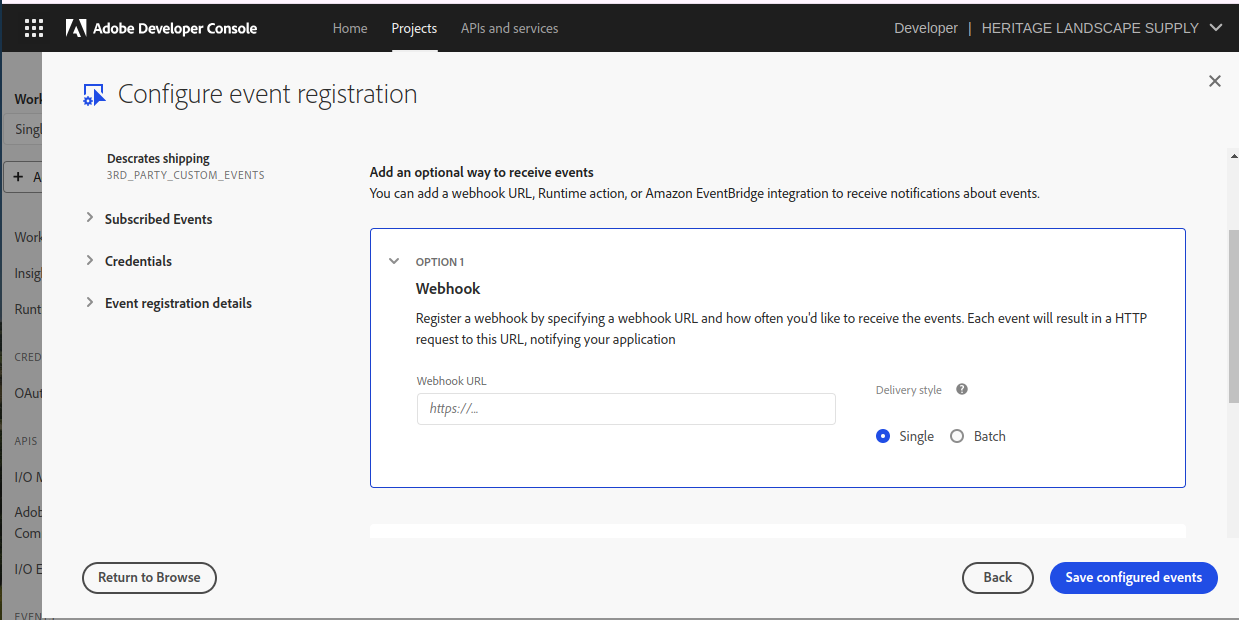 Adobe Developer Console
Home
Projects
APIs and services
Developer | HERITAGE LANDSCAPE SUPPLY
Configure event registration
Descrates shipping
3RD_PARTY_CUSTOM_EVENTS
Subscribed Events
Credentials
Event registration details
Add an optional way to receive events
You can add a webhook URL, Runtime action, or Amazon EventBridge integration to receive notifications about events.
OPTION 1
Webhook
Register a webhook by specifying a webhook URL and how often you'd like to receive the events. Each event will result in a HTTP
request to this URL, notifying your application
Webhook URL
https://...
Delivery style
Single
Batch
Return to Browse
Back
Save configured events